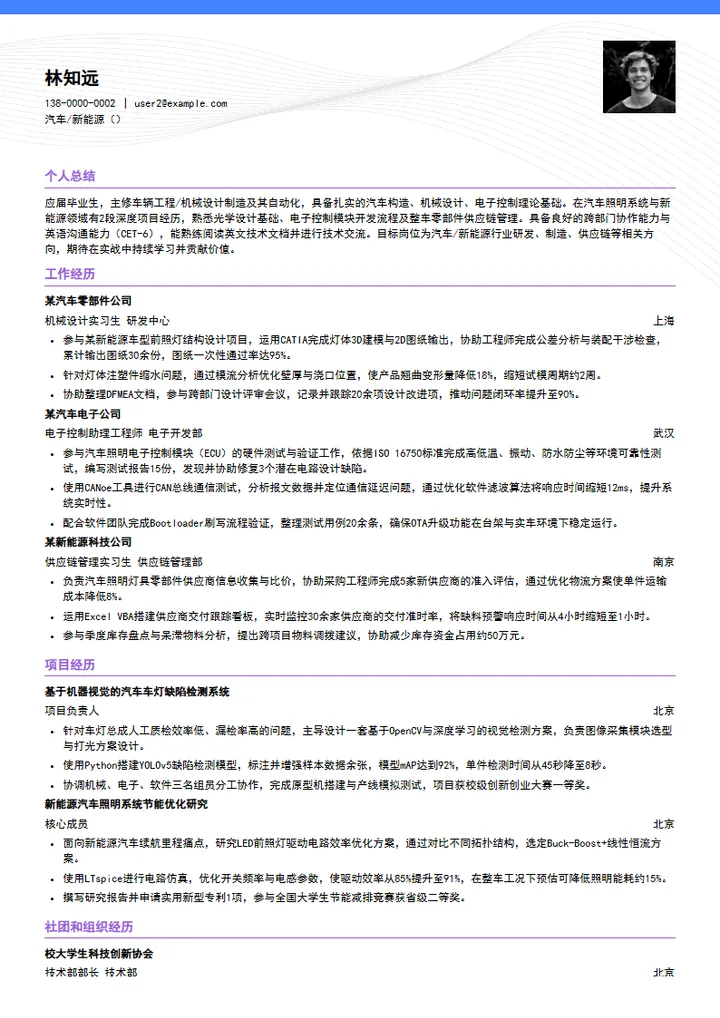 林知远
138-0000-0002 | user2@example.com
汽车/新能源（）
个人总结
应届毕业生，主修车辆工程/机械设计制造及其自动化，具备扎实的汽车构造、机械设计、电子控制理论基础。在汽车照明系统与新
能源领域有2段深度项目经历，熟悉光学设计基础、电子控制模块开发流程及整车零部件供应链管理。具备良好的跨部门协作能力与
英语沟通能力（CET-6），能熟练阅读英文技术文档并进行技术交流。目标岗位为汽车/新能源行业研发、制造、供应链等相关方
向，期待在实战中持续学习并贡献价值。
工作经历
某汽车零部件公司
机械设计实习生 研发中心 上海
• 参与某新能源车型前照灯结构设计项目，运用CATIA完成灯体3D建模与2D图纸输出，协助工程师完成公差分析与装配干涉检查，
累计输出图纸30余份，图纸一次性通过率达95%。
• 针对灯体注塑件缩水问题，通过模流分析优化壁厚与浇口位置，使产品翘曲变形量降低18%，缩短试模周期约2周。
• 协助整理DFMEA文档，参与跨部门设计评审会议，记录并跟踪20余项设计改进项，推动问题闭环率提升至90%。
某汽车电子公司
电子控制助理工程师 电子开发部 武汉
• 参与汽车照明电子控制模块（ECU）的硬件测试与验证工作，依据ISO 16750标准完成高低温、振动、防水防尘等环境可靠性测
试，编写测试报告15份，发现并协助修复3个潜在电路设计缺陷。
• 使用CANoe工具进行CAN总线通信测试，分析报文数据并定位通信延迟问题，通过优化软件滤波算法将响应时间缩短12ms，提升系
统实时性。
• 配合软件团队完成Bootloader刷写流程验证，整理测试用例20余条，确保OTA升级功能在台架与实车环境下稳定运行。
某新能源科技公司
供应链管理实习生 供应链管理部 南京
• 负责汽车照明灯具零部件供应商信息收集与比价，协助采购工程师完成5家新供应商的准入评估，通过优化物流方案使单件运输
成本降低8%。
• 运用Excel VBA搭建供应商交付跟踪看板，实时监控30余家供应商的交付准时率，将缺料预警响应时间从4小时缩短至1小时。
• 参与季度库存盘点与呆滞物料分析，提出跨项目物料调拨建议，协助减少库存资金占用约50万元。
项目经历
基于机器视觉的汽车车灯缺陷检测系统
项目负责人 北京
• 针对车灯总成人工质检效率低、漏检率高的问题，主导设计一套基于OpenCV与深度学习的视觉检测方案，负责图像采集模块选型
与打光方案设计。
• 使用Python搭建YOLOv5缺陷检测模型，标注并增强样本数据余张，模型mAP达到92%，单件检测时间从45秒降至8秒。
• 协调机械、电子、软件三名组员分工协作，完成原型机搭建与产线模拟测试，项目获校级创新创业大赛一等奖。
新能源汽车照明系统节能优化研究
核心成员 北京
• 面向新能源汽车续航里程痛点，研究LED前照灯驱动电路效率优化方案，通过对比不同拓扑结构，选定Buck-Boost+线性恒流方
案。
• 使用LTspice进行电路仿真，优化开关频率与电感参数，使驱动效率从85%提升至91%，在整车工况下预估可降低照明能耗约15%。
• 撰写研究报告并申请实用新型专利1项，参与全国大学生节能减排竞赛获省级二等奖。
社团和组织经历
校大学生科技创新协会
技术部部长 技术部 北京